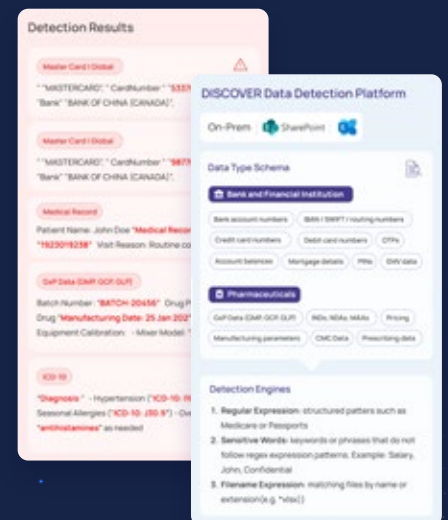 Detection Results
Master Card | Global
" "MASTERCARD", " CardNumber " "5337
"Bank" "BANK OF CHINA (CANADA)",
Master Card | Global
" "MASTERCARD", " CardNumber " "9877
"Bank" "BANK OF CHINA (CANADA)",
Medical Record
Patient Name: John Doe "Medical Recor
"1923019238" Visit Reason: Routine co
GxP Data (GMP, GCP, GLP)
Batch Number: "BATCH-20456" Drug P
Drug "Manufacturing Date: 25 Jan 202
Equipment Calibration: - Mixer Model: "
ICD-10
"Diagnosis:" - Hypertension ("ICD-10:
Seasonal Allergies ("ICD-10: J30.9") -
"antihistamines" as needed
DISCOVER Data Detection Platform
On-Prem SharePoint
Data Type Schema
Bank and Financial Institution
Bank account numbers IBAN / SWIFT / routing numbers
Credit card numbers Debit card numbers OTPs
Account balances Mortgage details PINs
Pharmaceuticals
GxP Data (GMP, GCP, GLP) INDs, NDAs, MAAs Pricing
Manufacturing parameters CMC Data Prescribing data
Detection Engines
1. Regular Expression: structured pattern such as
Medicare or Passports
2. Sensitive Words: keywords or phrases that do not
follow regex expression patterns. Example: Salary,
John, Confidential
3. Filename Expression: matching files by name or
extension(e.g. *xlsx))